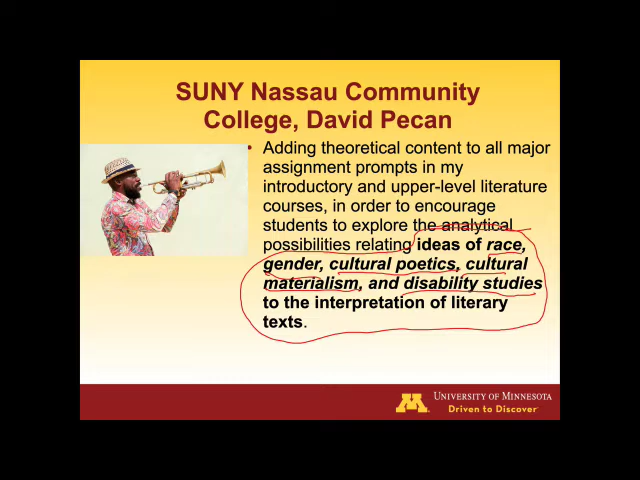 SUNY Nassau Community
College, David Pecan
• Adding theoretical content to all major
assignment prompts in my
introductory and upper-level literature
courses, in order to encourage
students to explore the analytical
possibilities relating ideas of race,
gender, cultural poetics, cultural
materialism, and disability studies
to the interpretation of literary
texts.
M
UNIVERSITY OF MINNESOTA
Driven to Discover